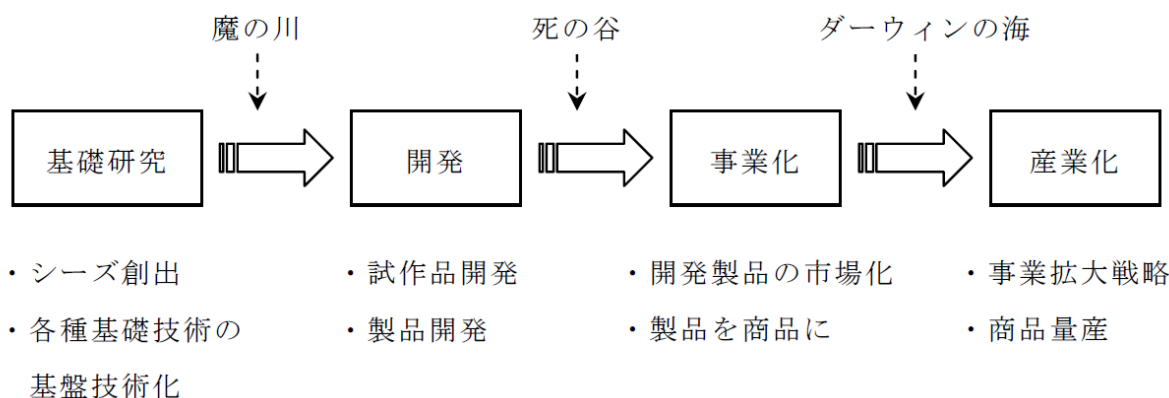 魔の川
死の谷
ダーウィンの海
基礎研究
開発
事業化
産業化
・シーズ創出
・各種基礎技術の
基盤技術化
・試作品開発
・製品開発
・開発製品の市場化
・製品を商品に
・事業拡大戦略
・商品量産